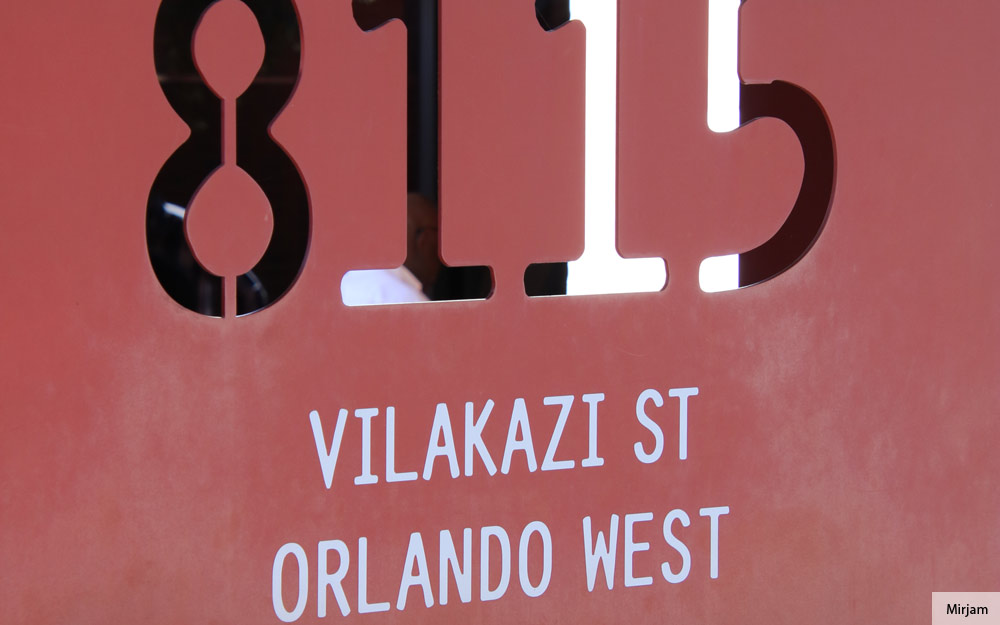 8115
VILAKAZI ST
ORLANDO WEST
Mirjam